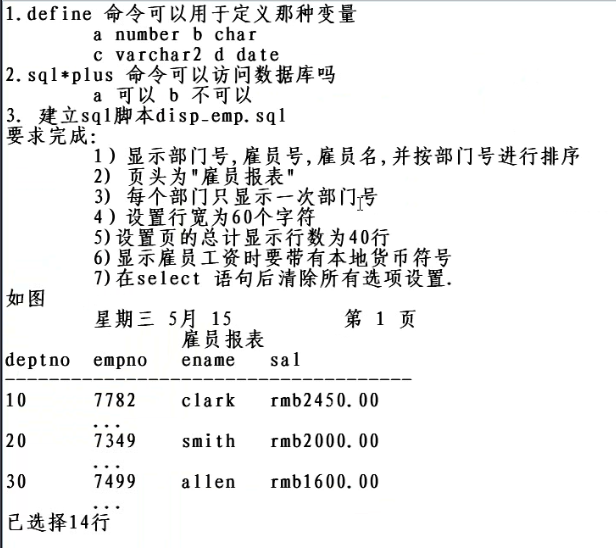 1.define 命令可以用于定义那种变量
a number b char
c varchar2 d date
2.sql*plus 命令可以访问数据库吗
a 可以 b 不可以
3. 建立sql脚本disp_emp.sql
要求完成:
1) 显示部门号,雇员号,雇员名,并按部门号进行排序
2) 页头为"雇员报表"
3) 每个部门只显示一次部门号
4) 设置行宽为60个字符
5)设置页的总计显示行数为40行
6)显示雇员工资时要带有本地货币符号
7)在select 语句后清除所有选项设置.
如图
星期三 5月 15 第 1 页
雇员报表
deptno empno ename sal
-------------------------------------
10 7782 clark rmb2450.00
...
20 7349 smith rmb2000.00
...
30 7499 allen rmb1600.00
...
已选择14行